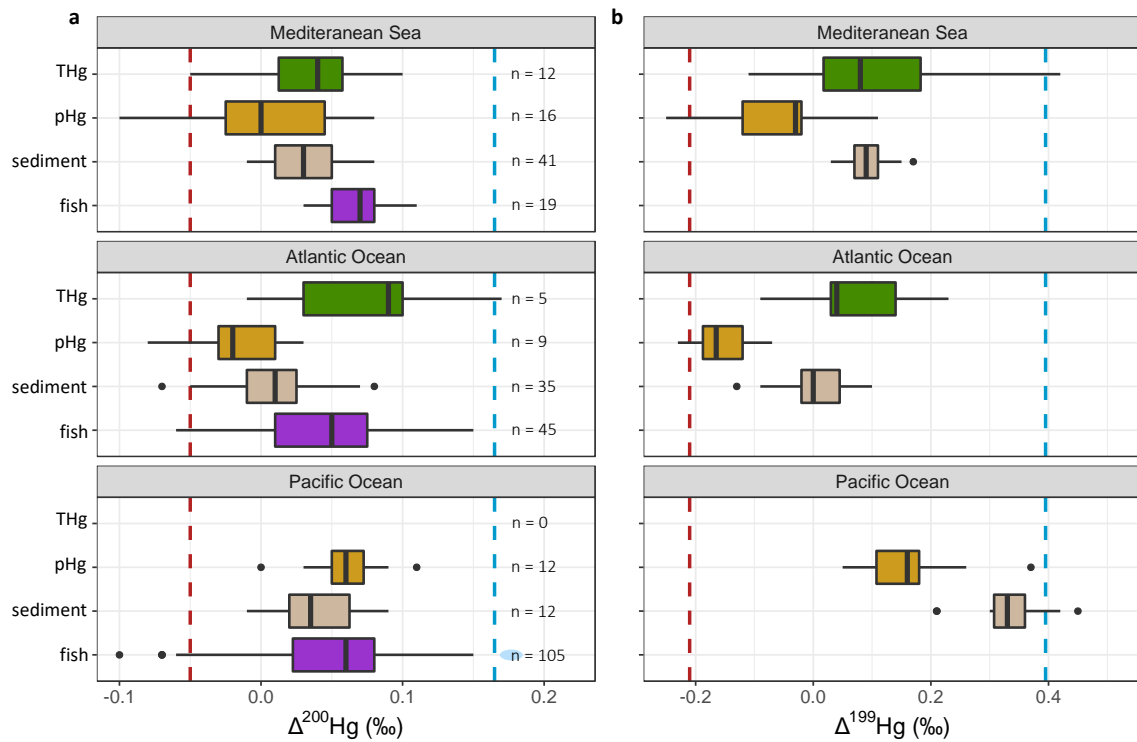 a
Mediteranean Sea
THg
n = 12
pHg
n = 16
sediment
n = 41
fish
n = 19
Atlantic Ocean
THg
n = 5
pHg
n = 9
sediment
n = 35
fish
n = 45
Pacific Ocean
THg
n = 0
pHg
n = 12
sediment
n = 12
fish
n = 105
-0.1 0.0 0.1 0.2
Δ²⁰⁰Hg (‰)
b
Mediteranean Sea
Atlantic Ocean
Pacific Ocean
-0.2 0.0 0.2 0.4
Δ¹⁹⁹Hg (‰)